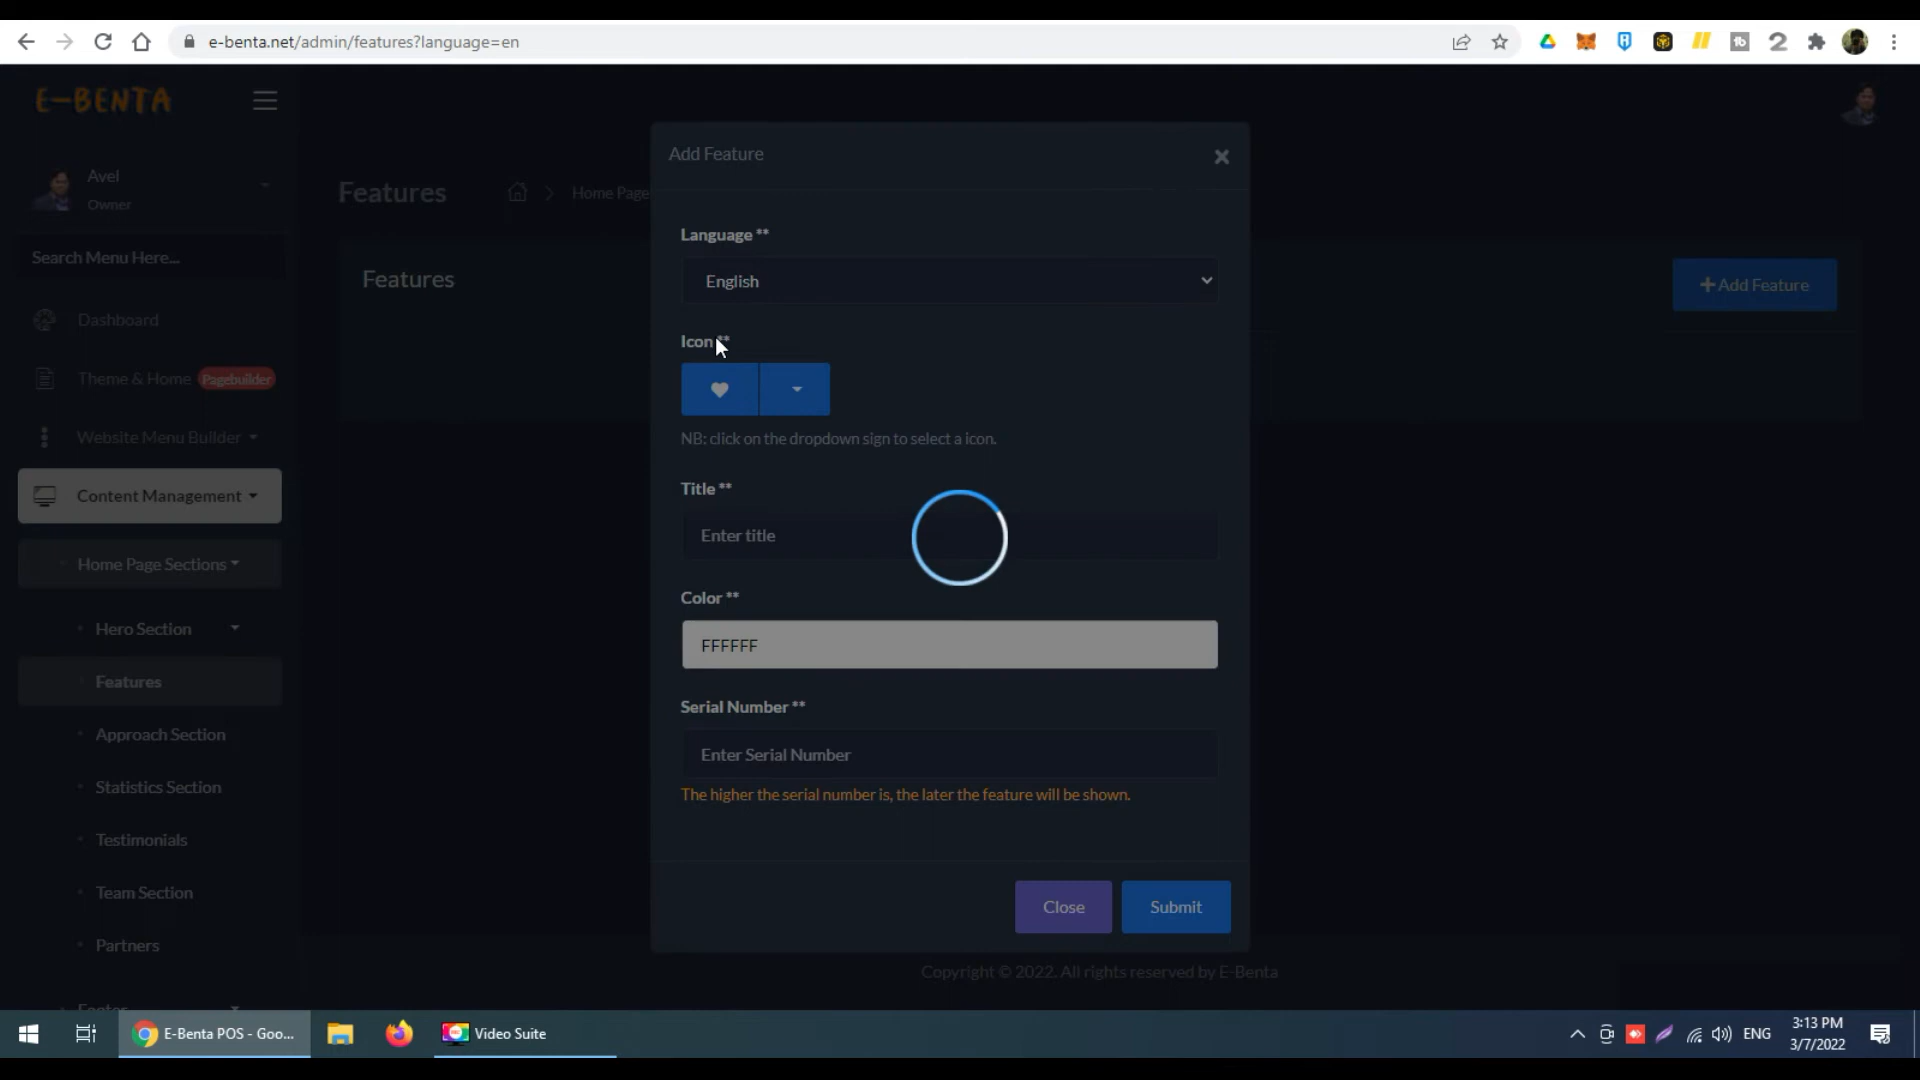 e-benta.net/admin/features?language=en
E-BENTA
Add Feature
Avel
Owner
Features
Home Page
Language **
Search Menu Here...
English
Features
+Add Feature
Dashboard
Icon **
Theme & Home Pagebuilder
NB: click on the dropdown sign to select a icon.
Website Menu Builder
Title **
Content Management
Enter title
Home Page Sections
Color **
Hero Section
FFFFFF
Features
Serial Number **
Approach Section
Enter Serial Number
Statistics Section
The higher the serial number is, the later the feature will be shown.
Testimonials
Team Section
Close
Submit
Partners
Copyright © 2022. All rights reserved by E-Benta
Footer
E-Benta POS - Goo...
Video Suite
ENG
3:13 PM
3/7/2022